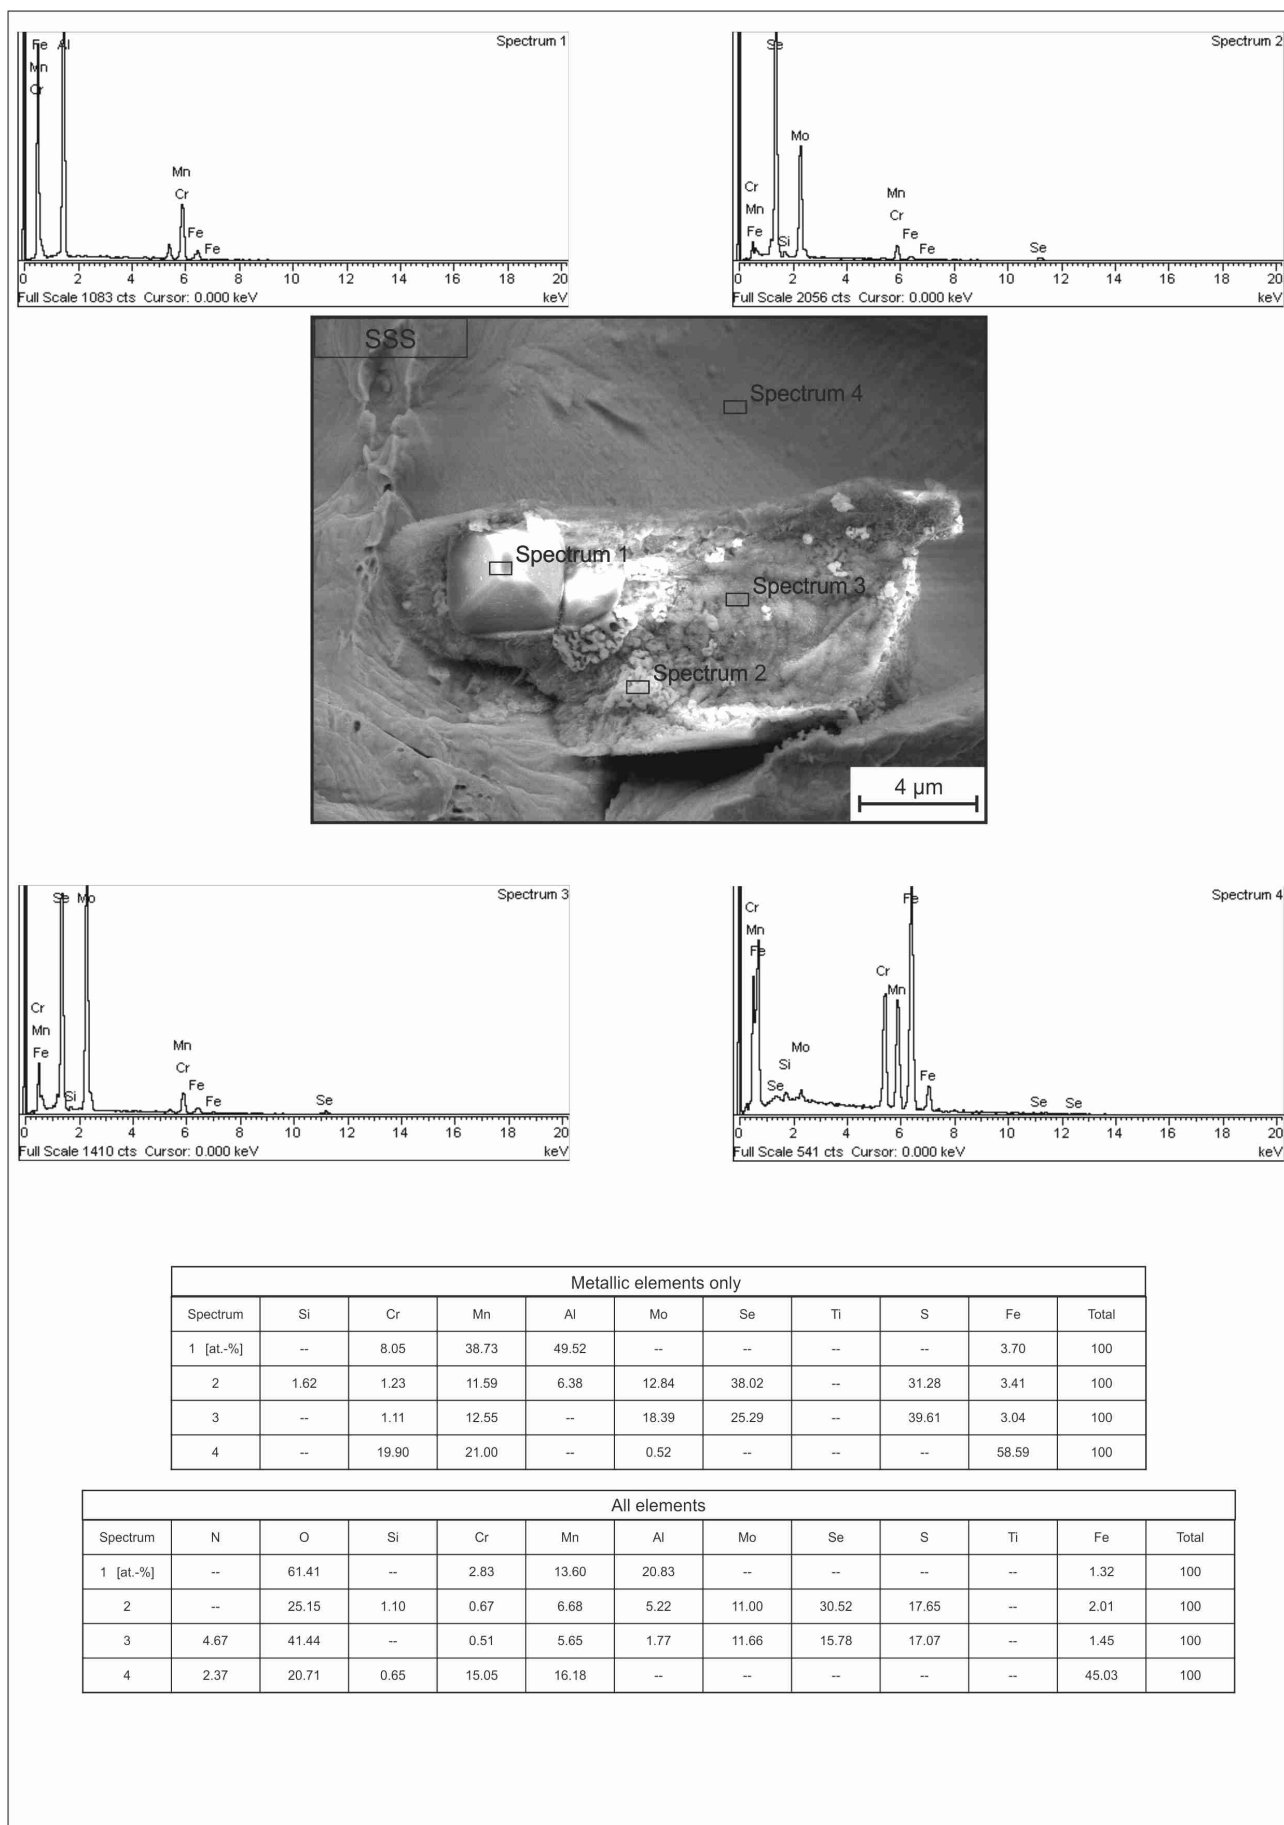 Spectrum 1
Fe Al
Mn
Cr
Mn
Cr
Fe
Fe
0 2 4 6 8 10 12 14 16 18 20
Full Scale 1083 cts Cursor: 0.000 keV keV
Spectrum 2
Se
Mo
Cr
Mn
Fe
Si
Mn
Cr
Fe
Fe
Se
0 2 4 6 8 10 12 14 16 18 20
Full Scale 2056 cts Cursor: 0.000 keV keV
SSS
Spectrum 4
Spectrum 1
Spectrum 3
Spectrum 2
4 µm
Spectrum 3
Se Mo
Cr
Mn
Fe
Si
Mn
Cr
Fe
Fe
Se
0 2 4 6 8 10 12 14 16 18 20
Full Scale 1410 cts Cursor: 0.000 keV keV
Spectrum 4
Fe
Cr
Mn
Fe
Cr
Mn
Mo
Si
Se
Fe
Se
Se
0 2 4 6 8 10 12 14 16 18 20
Full Scale 541 cts Cursor: 0.000 keV keV
Metallic elements only
Spectrum Si Cr Mn Al Mo Se Ti S Fe Total
1 [at.-%] -- 8.05 38.73 49.52 -- -- -- -- 3.70 100
2 1.62 1.23 11.59 6.38 12.84 38.02 -- 31.28 3.41 100
3 -- 1.11 12.55 -- 18.39 25.29 -- 39.61 3.04 100
4 -- 19.90 21.00 -- 0.52 -- -- -- 58.59 100
All elements
Spectrum N O Si Cr Mn Al Mo Se S Ti Fe Total
1 [at.-%] -- 61.41 -- 2.83 13.60 20.83 -- -- -- -- 1.32 100
2 -- 25.15 1.10 0.67 6.68 5.22 11.00 30.52 17.65 -- 2.01 100
3 4.67 41.44 -- 0.51 5.65 1.77 11.66 15.78 17.07 -- 1.45 100
4 2.37 20.71 0.65 15.05 16.18 -- -- -- -- -- 45.03 100